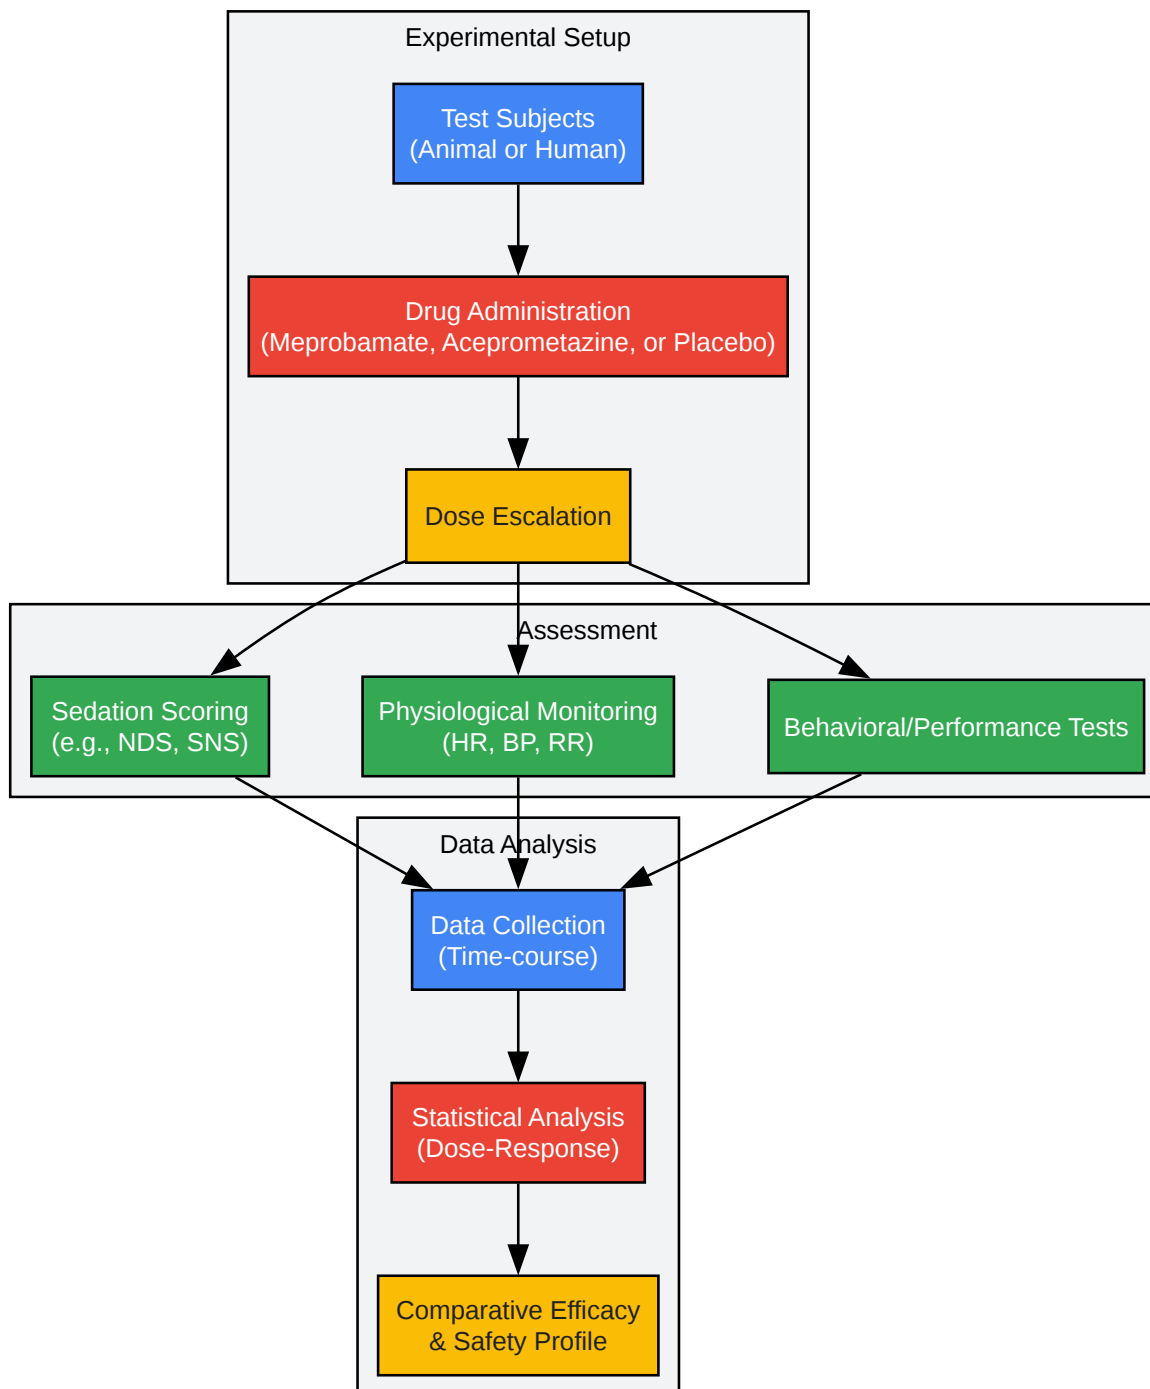 Experimental Setup
Test Subjects
(Animal or Human)
Drug Administration
(Meprobamate, Aceprometazine, or Placebo)
Dose Escalation
Assessment
Sedation Scoring
(e.g., NDS, SNS)
Physiological Monitoring
(HR, BP, RR)
Behavioral/Performance Tests
Data Analysis
Data Collection
(Time-course)
Statistical Analysis
(Dose-Response)
Comparative Efficacy
& Safety Profile